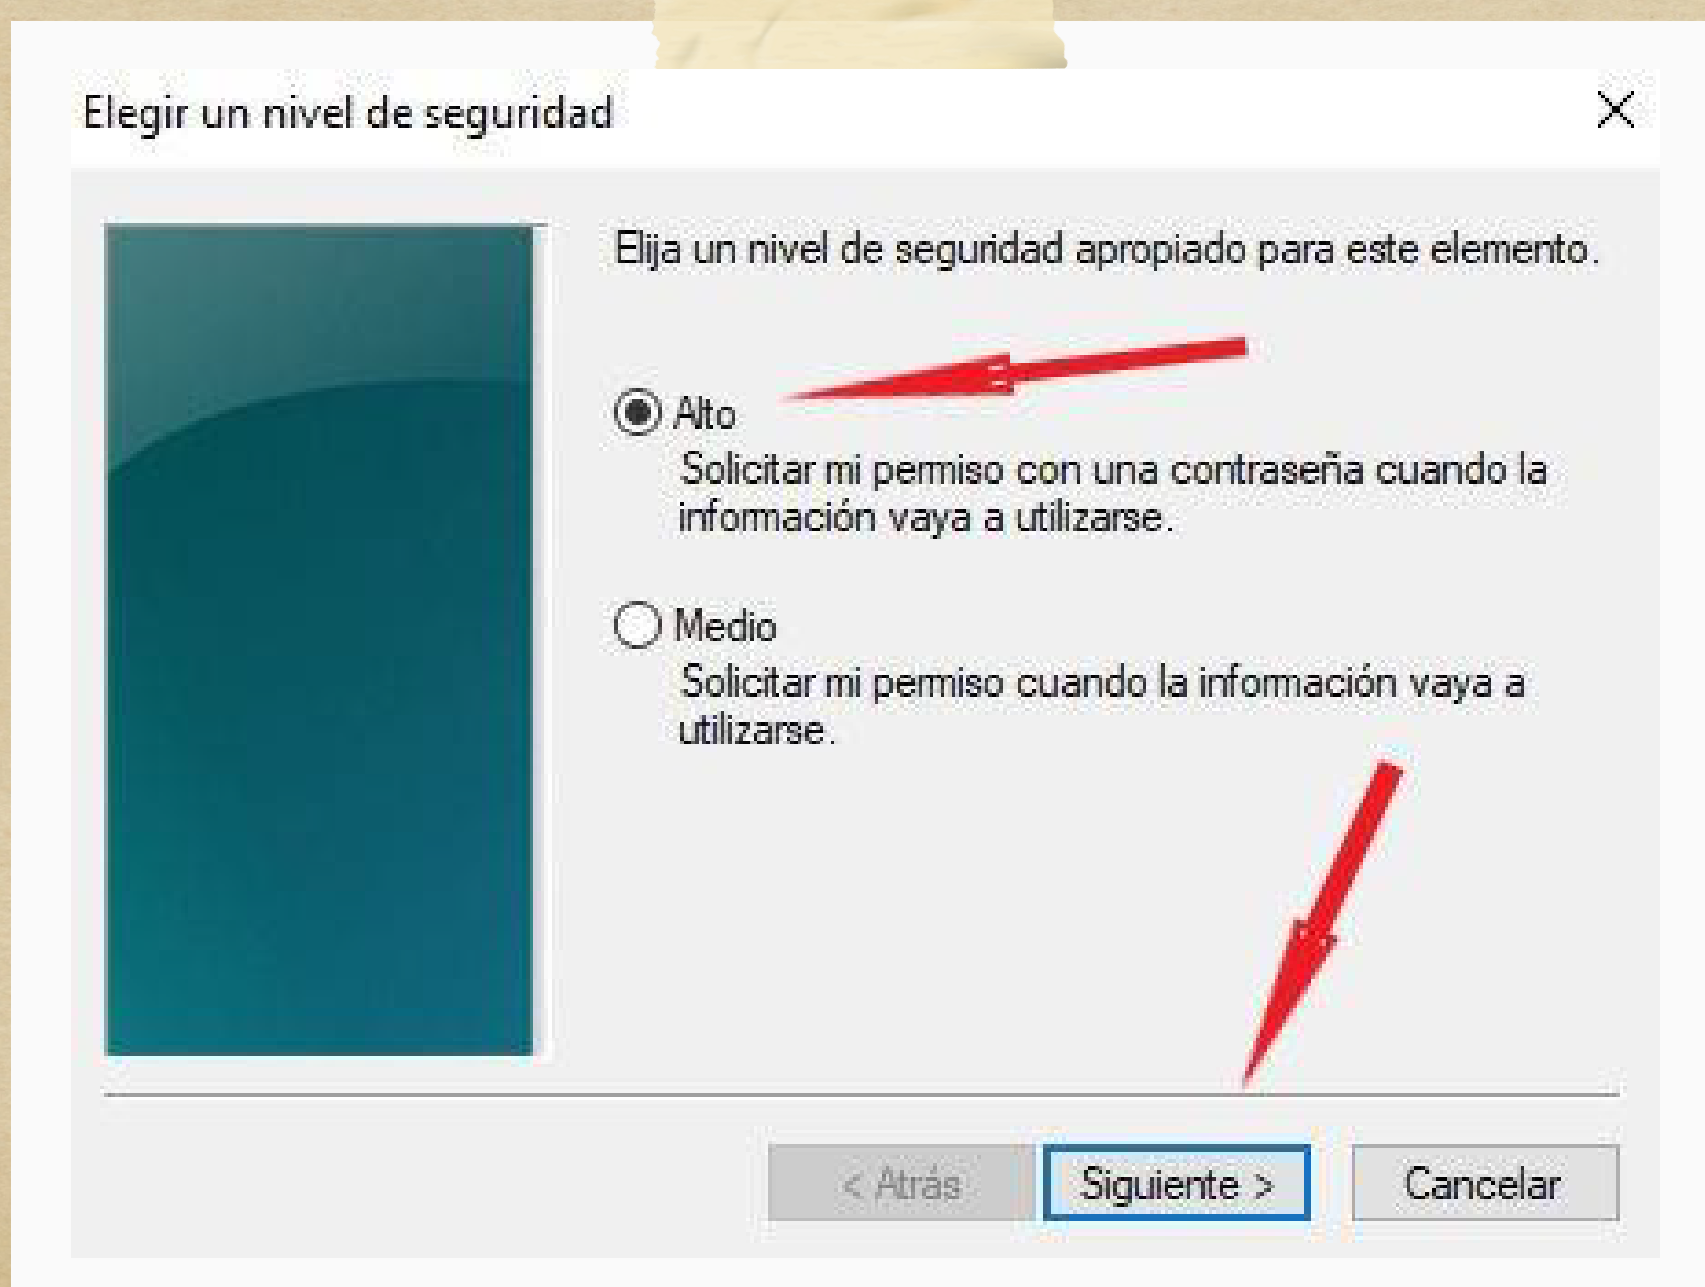 Elegir un nivel de seguridad
Elija un nivel de seguridad apropiado para este elemento.
Alto
Solicitar mi permiso con una contraseña cuando la
información vaya a utilizarse.
Medio
Solicitar mi permiso cuando la información vaya a
utilizarse.
< Atrás
Siguiente >
Cancelar